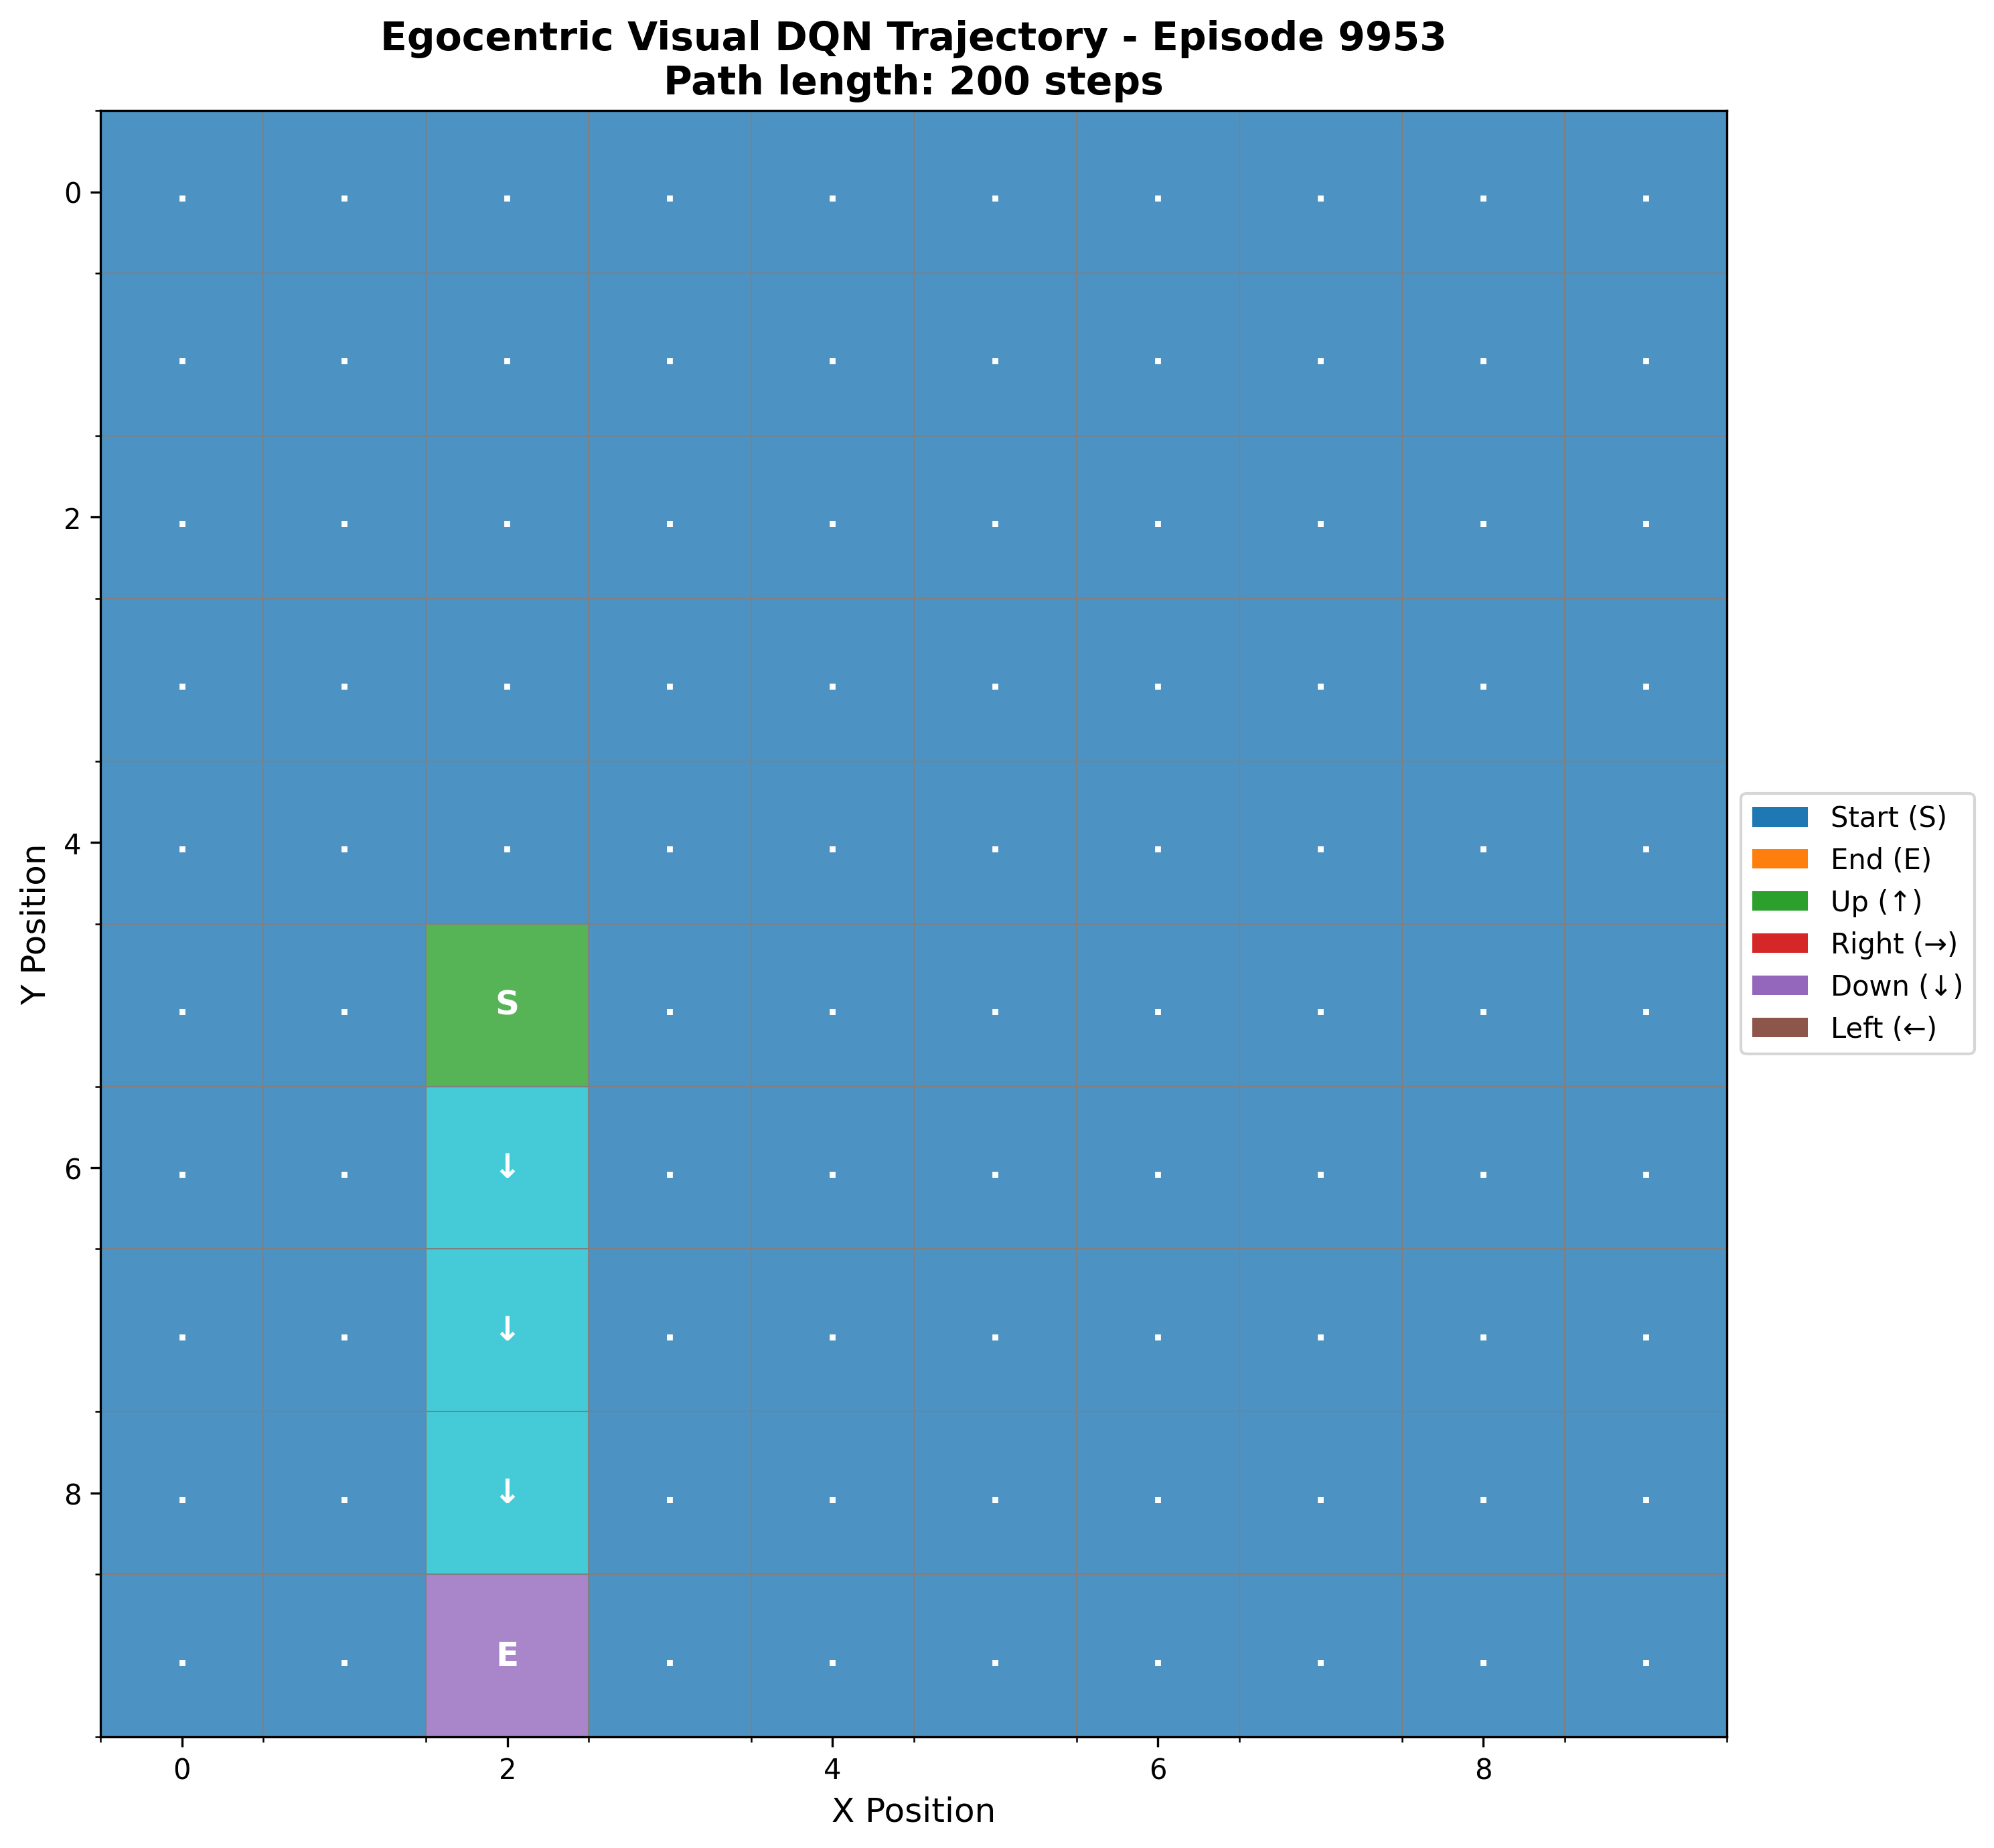 Egocentric Visual DQN Trajectory - Episode 9953
Path length: 200 steps
0
2
4
Y Position
S
6
↓
↓
8
↓
E
0 2 4 6 8
X Position
Start (S)
End (E)
Up (↑)
Right (→)
Down (↓)
Left (←)